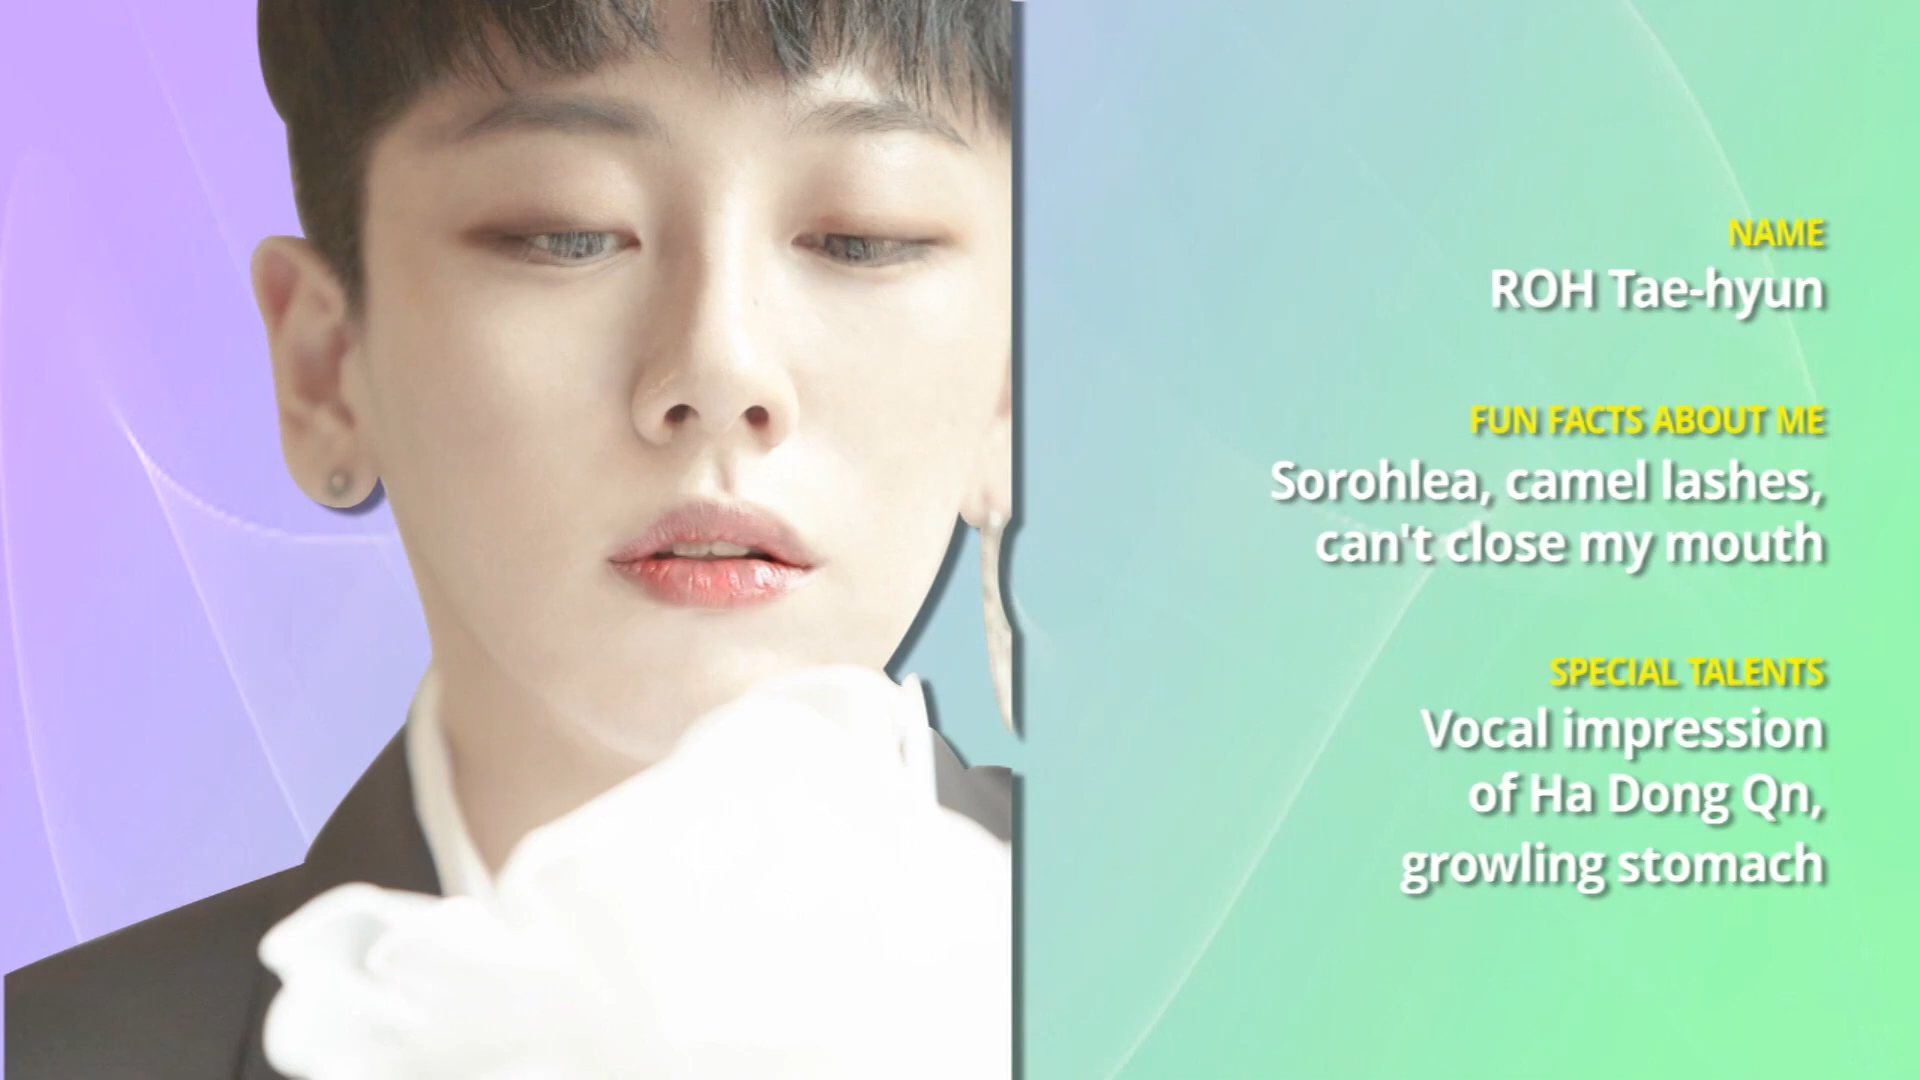 NAME
ROH Tae-hyun
FUN FACTS ABOUT ME
Sorohlea, camel lashes,
can't close my mouth
SPECIAL TALENTS
Vocal impression
of Ha Dong Qn,
growling stomach